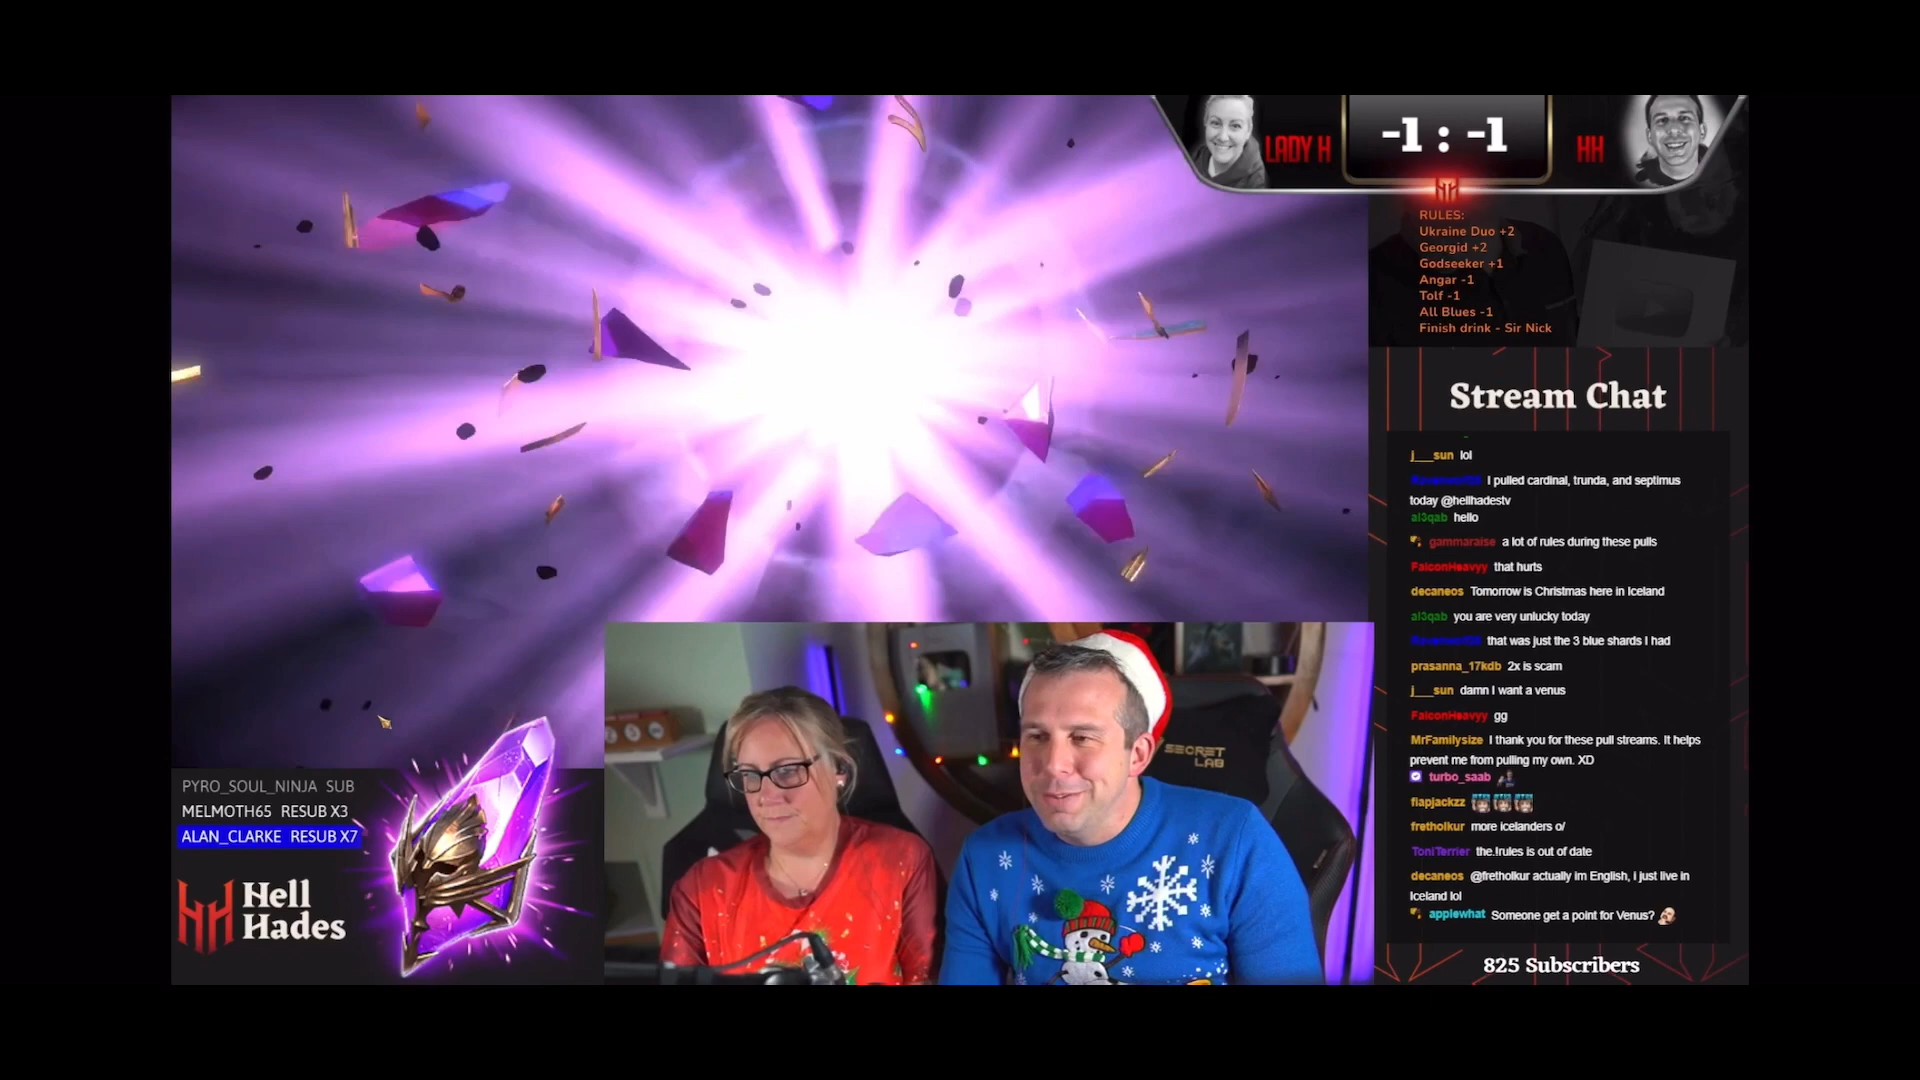 LADY H
-1 : -1
HH
RULES:
Ukraine Duo +2
Georgid +2
Godseeker +1
Angar -1
Tolf -1
All Blues -1
Finish drink - Sir Nick
Stream Chat
j___sun lol
I pulled cardinal, trunda, and septimus
today @hellhadestv
al3qab hello
gammaraise a lot of rules during these pulls
FalconHeavyy that hurts
decaneos Tomorrow is Christmas here in Iceland
al3qab you are very unlucky today
that was just the 3 blue shards I had
prasanna_17kdb 2x is scam
j___sun damn I want a venus
FalconHeavyy gg
MrFamilysize I thank you for these pull streams. It helps
prevent me from pulling my own. XD
turbo_saab
fiapjackzz
fretholkur more icelanders o/
ToniTerrier the.!rules is out of date
decaneos @fretholkur actually im English, i just live in
Iceland lol
applewhat Someone get a point for Venus?
825 Subscribers
PYRO_SOUL_NINJA SUB
MELMOTH65 RESUB X3
ALAN_CLARKE RESUB X7
Hell
Hades
SECRET
LAB